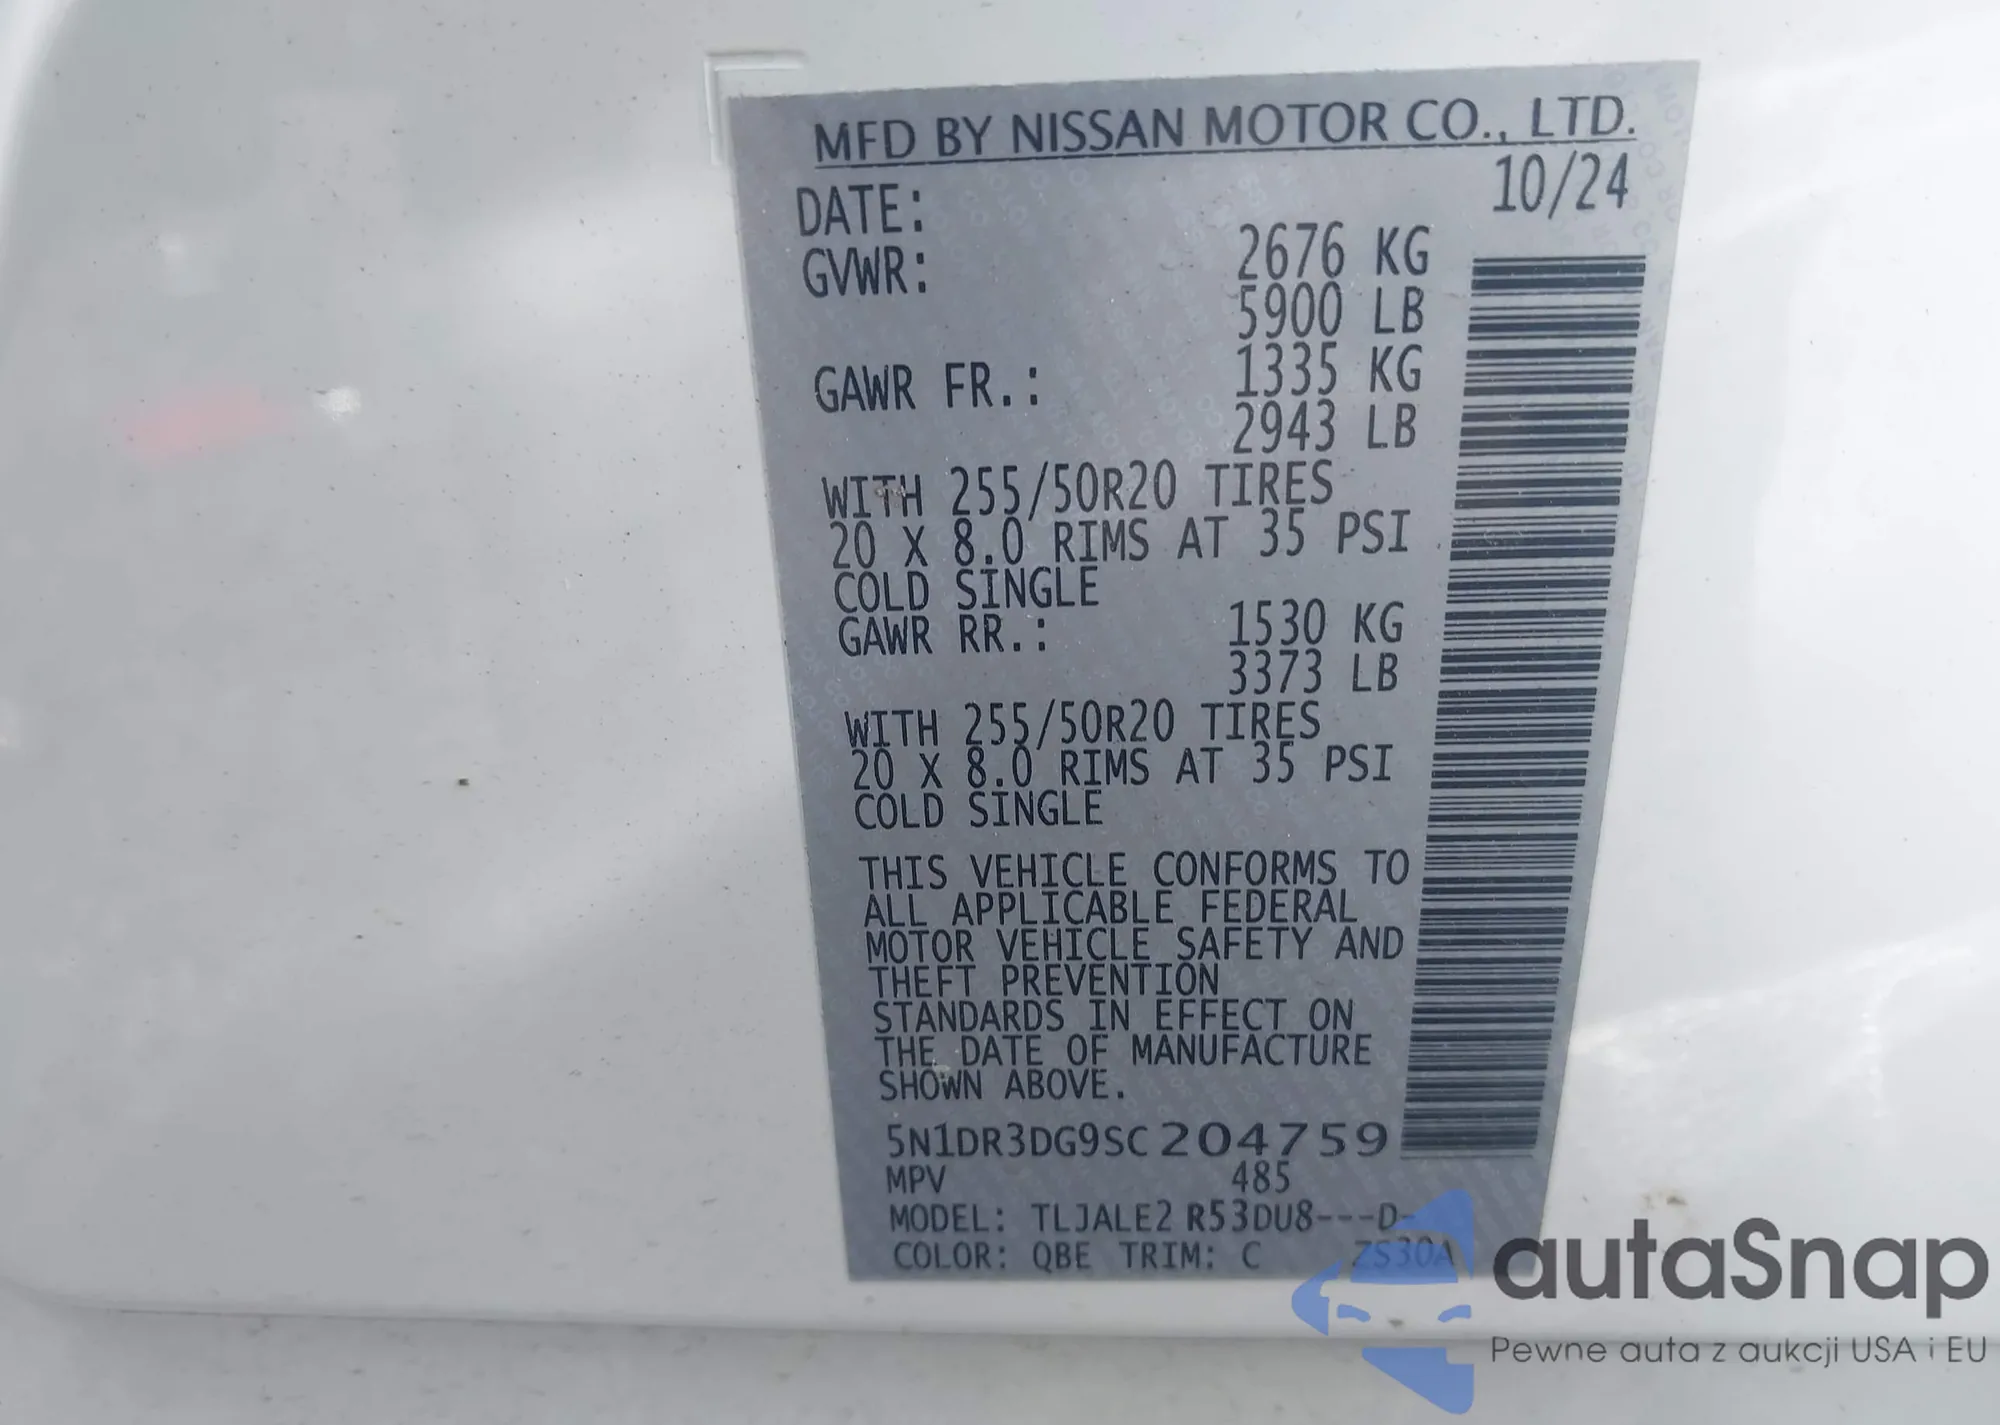 MFD BY NISSAN MOTOR CO., LTD.
DATE: 10/24
GVWR: 2676 KG
5900 LB
GAWR FR.: 1335 KG
2943 LB
WITH 255/50R20 TIRES
20 X 8.0 RIMS AT 35 PSI
COLD SINGLE
GAWR RR.: 1530 KG
3373 LB
WITH 255/50R20 TIRES
20 X 8.0 RIMS AT 35 PSI
COLD SINGLE
THIS VEHICLE CONFORMS TO
ALL APPLICABLE FEDERAL
MOTOR VEHICLE SAFETY AND
THEFT PREVENTION
STANDARDS IN EFFECT ON
THE DATE OF MANUFACTURE
SHOWN ABOVE.
5N1DR3DG9SC204759
MPV 485
MODEL: TLJALE2 R53DU8---D-
COLOR: QBE TRIM: C ZS30A
autaSnap
Pewne auta z aukcji USA i EU